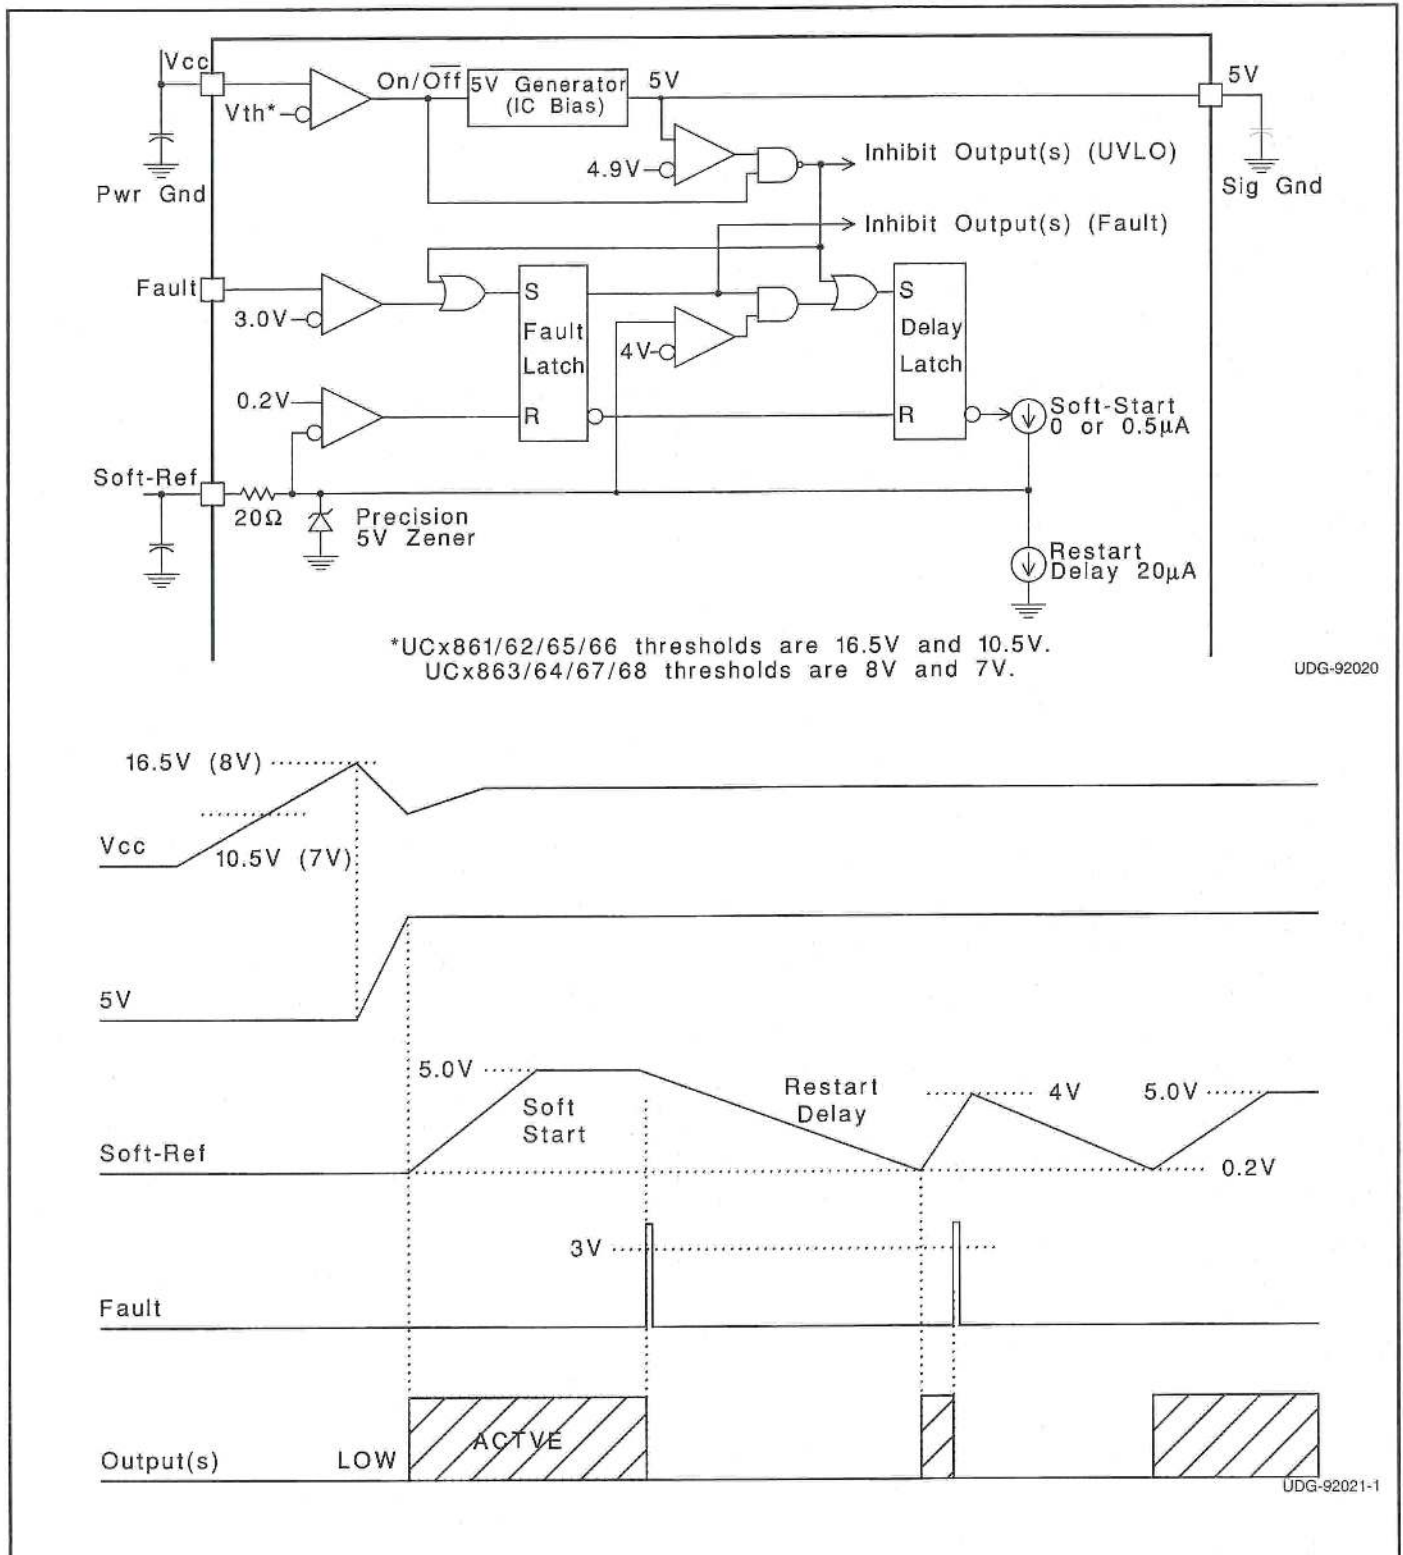 Vcc
On/Off
5V Generator
(IC Bias)
5V
5V
Vth*
4.9V
Inhibit Output(s) (UVLO)
Pwr Gnd
Sig Gnd
Inhibit Output(s) (Fault)
Fault
3.0V
S
Fault
Latch
R
4V
S
Delay
Latch
R
0.2V
Soft-Start
0 or 0.5µA
Soft-Ref
20Ω
Precision
5V Zener
Restart
Delay 20µA
*UCx861/62/65/66 thresholds are 16.5V and 10.5V.
UCx863/64/67/68 thresholds are 8V and 7V.
UDG-92020
16.5V (8V)
Vcc
10.5V (7V)
5V
5.0V
Soft
Start
Restart
Delay
4V
5.0V
Soft-Ref
0.2V
3V
Fault
ACTVE
Output(s)
LOW
UDG-92021-1